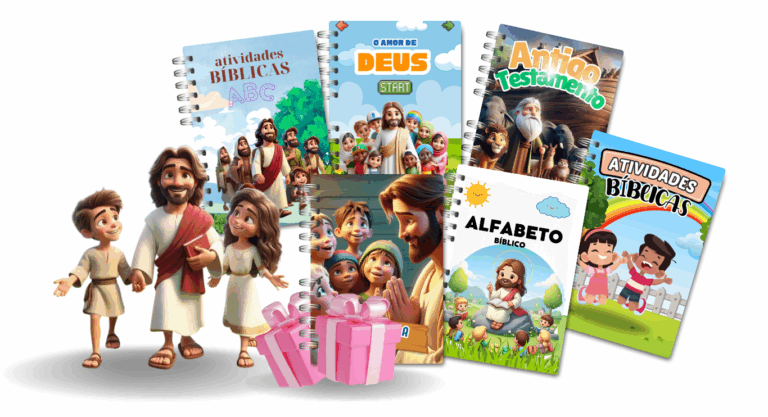 atividades
BÍBLICAS
ABC
O AMOR DE
DEUS
START
Antigo
Testamento
ATIVIDADES
BÍBLICAS
ALFABETO
BÍBLICO